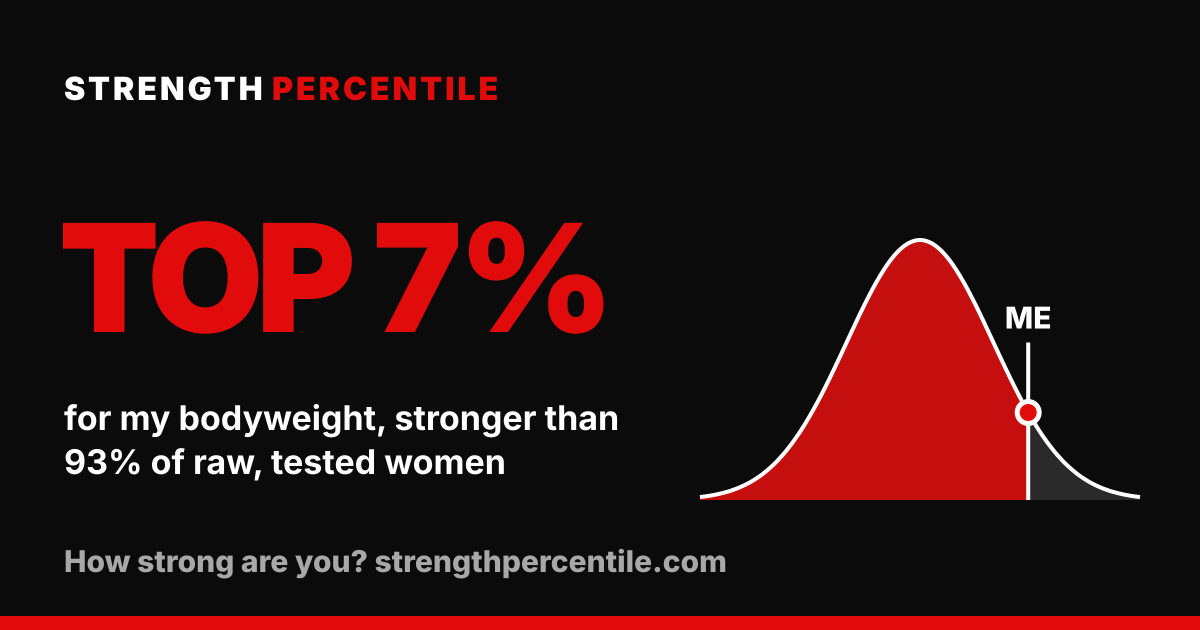 STRENGTH PERCENTILE
TOP 7%
ME
for my bodyweight, stronger than
93% of raw, tested women
How strong are you? strengthpercentile.com